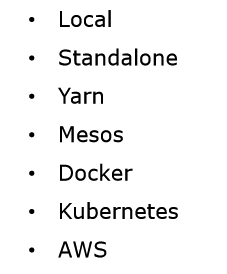 • Local
• Standalone
• Yarn
• Mesos
• Docker
• Kubernetes
• AWS